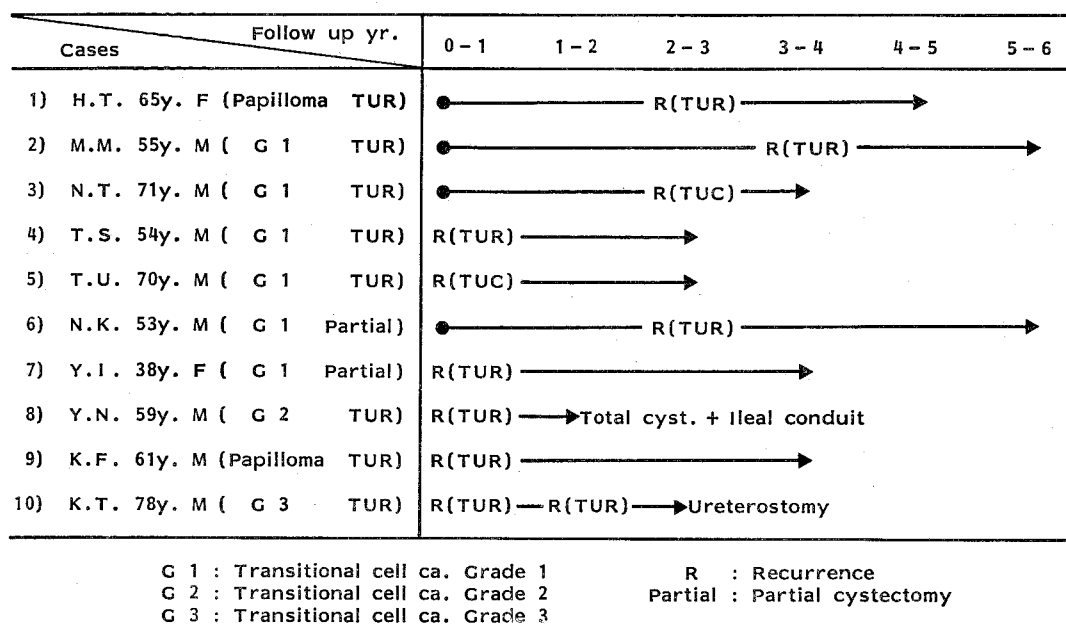 Follow up yr.
Cases
0-1 1-2 2-3 3-4 4-5 5-6
1) H.T. 65y. F (Papilloma TUR) R(TUR)
2) M.M. 55y. M ( G 1 TUR) R(TUR)
3) N.T. 71y. M ( G 1 TUR) R(TUC)
4) T.S. 54y. M ( G 1 TUR) R(TUR)
5) T.U. 70y. M ( G 1 TUR) R(TUC)
6) N.K. 53y. M ( G 1 Partial) R(TUR)
7) Y.I. 38y. F ( G 1 Partial) R(TUR)
8) Y.N. 59y. M ( G 2 TUR) R(TUR) Total cyst. + Ileal conduit
9) K.F. 61y. M (Papilloma TUR) R(TUR)
10) K.T. 78y. M ( G 3 TUR) R(TUR) R(TUR) Ureterostomy
G 1 : Transitional cell ca. Grade 1 R : Recurrence
G 2 : Transitional cell ca. Grade 2 Partial : Partial cystectomy
G 3 : Transitional cell ca. Grade 3